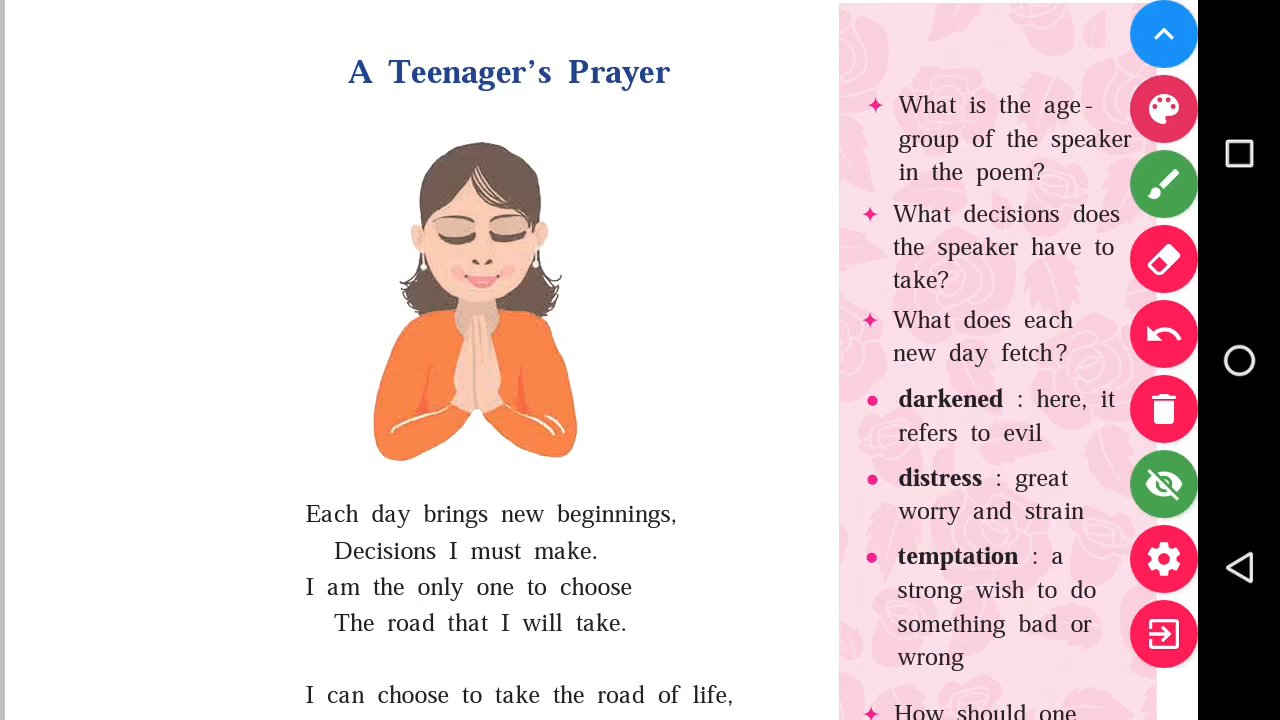 A Teenager's Prayer
Each day brings new beginnings,
Decisions I must make.
I am the only one to choose
The road that I will take.
I can choose to take the road of life,
What is the age-
group of the speaker
in the poem?
What decisions does
the speaker have to
take?
What does each
new day fetch?
darkened : here, it
refers to evil
distress : great
worry and strain
temptation : a
strong wish to do
something bad or
wrong
How should one